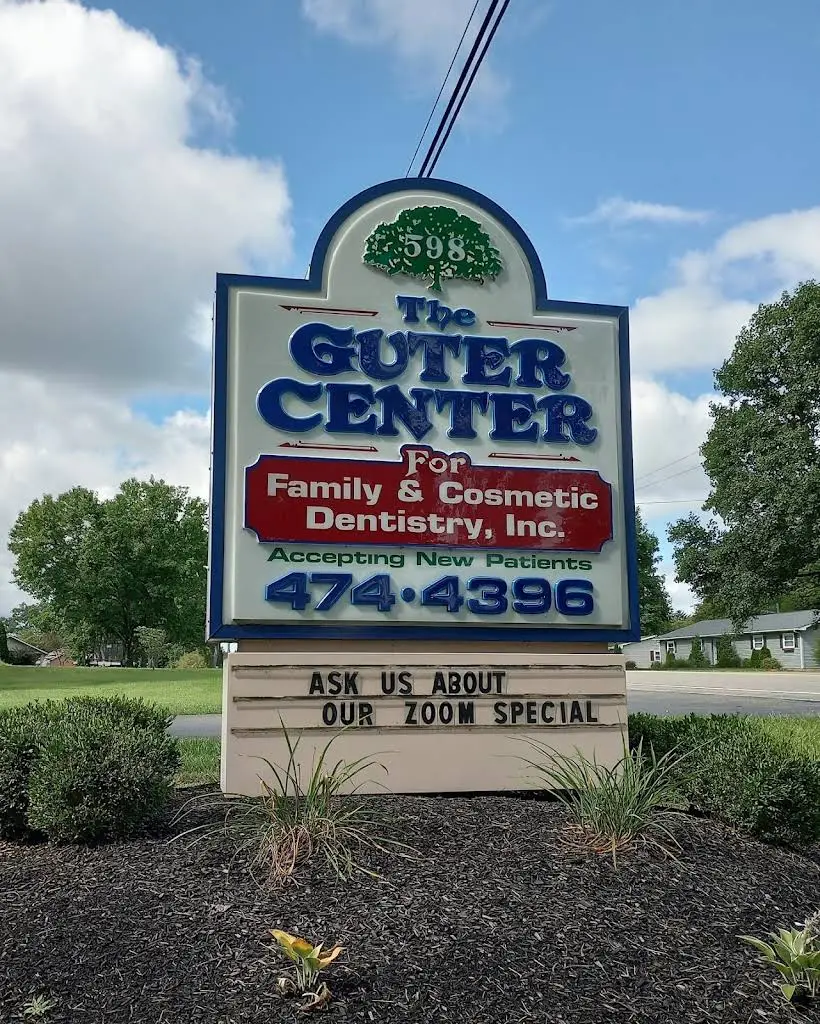 598
The
GUTER
CENTER
For
Family & Cosmetic
Dentistry, Inc.
Accepting New Patients
474•4396
ASK US ABOUT
OUR ZOOM SPECIAL